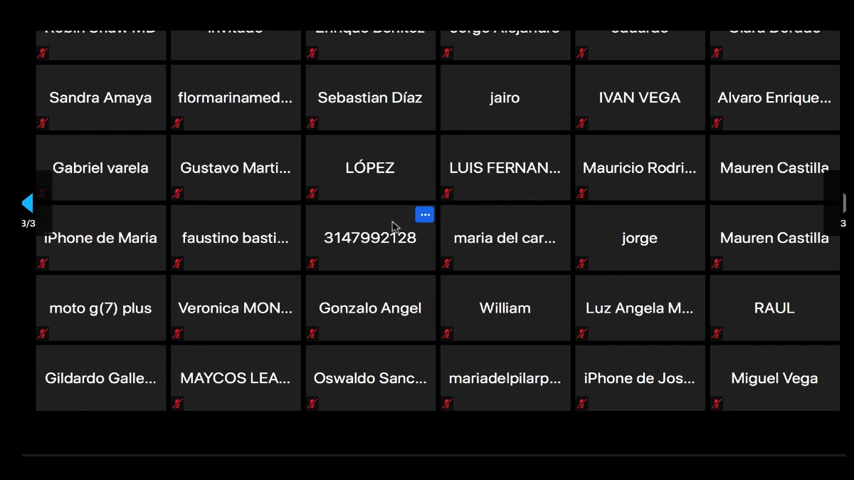 Sandra Amaya flormarinamed... Sebastian Díaz jairo IVAN VEGA Alvaro Enrique...
Gabriel varela Gustavo Marti... LÓPEZ LUIS FERNAN... Mauricio Rodri... Mauren Castilla
3/3 3
iPhone de Maria faustino basti... 3147992128 maria del car... jorge Mauren Castilla
moto g(7) plus Veronica MON... Gonzalo Angel William Luz Angela M... RAUL
Gildardo Galle... MAYCOS LEA... Oswaldo Sanc... mariadelpilarp... iPhone de Jos... Miguel Vega